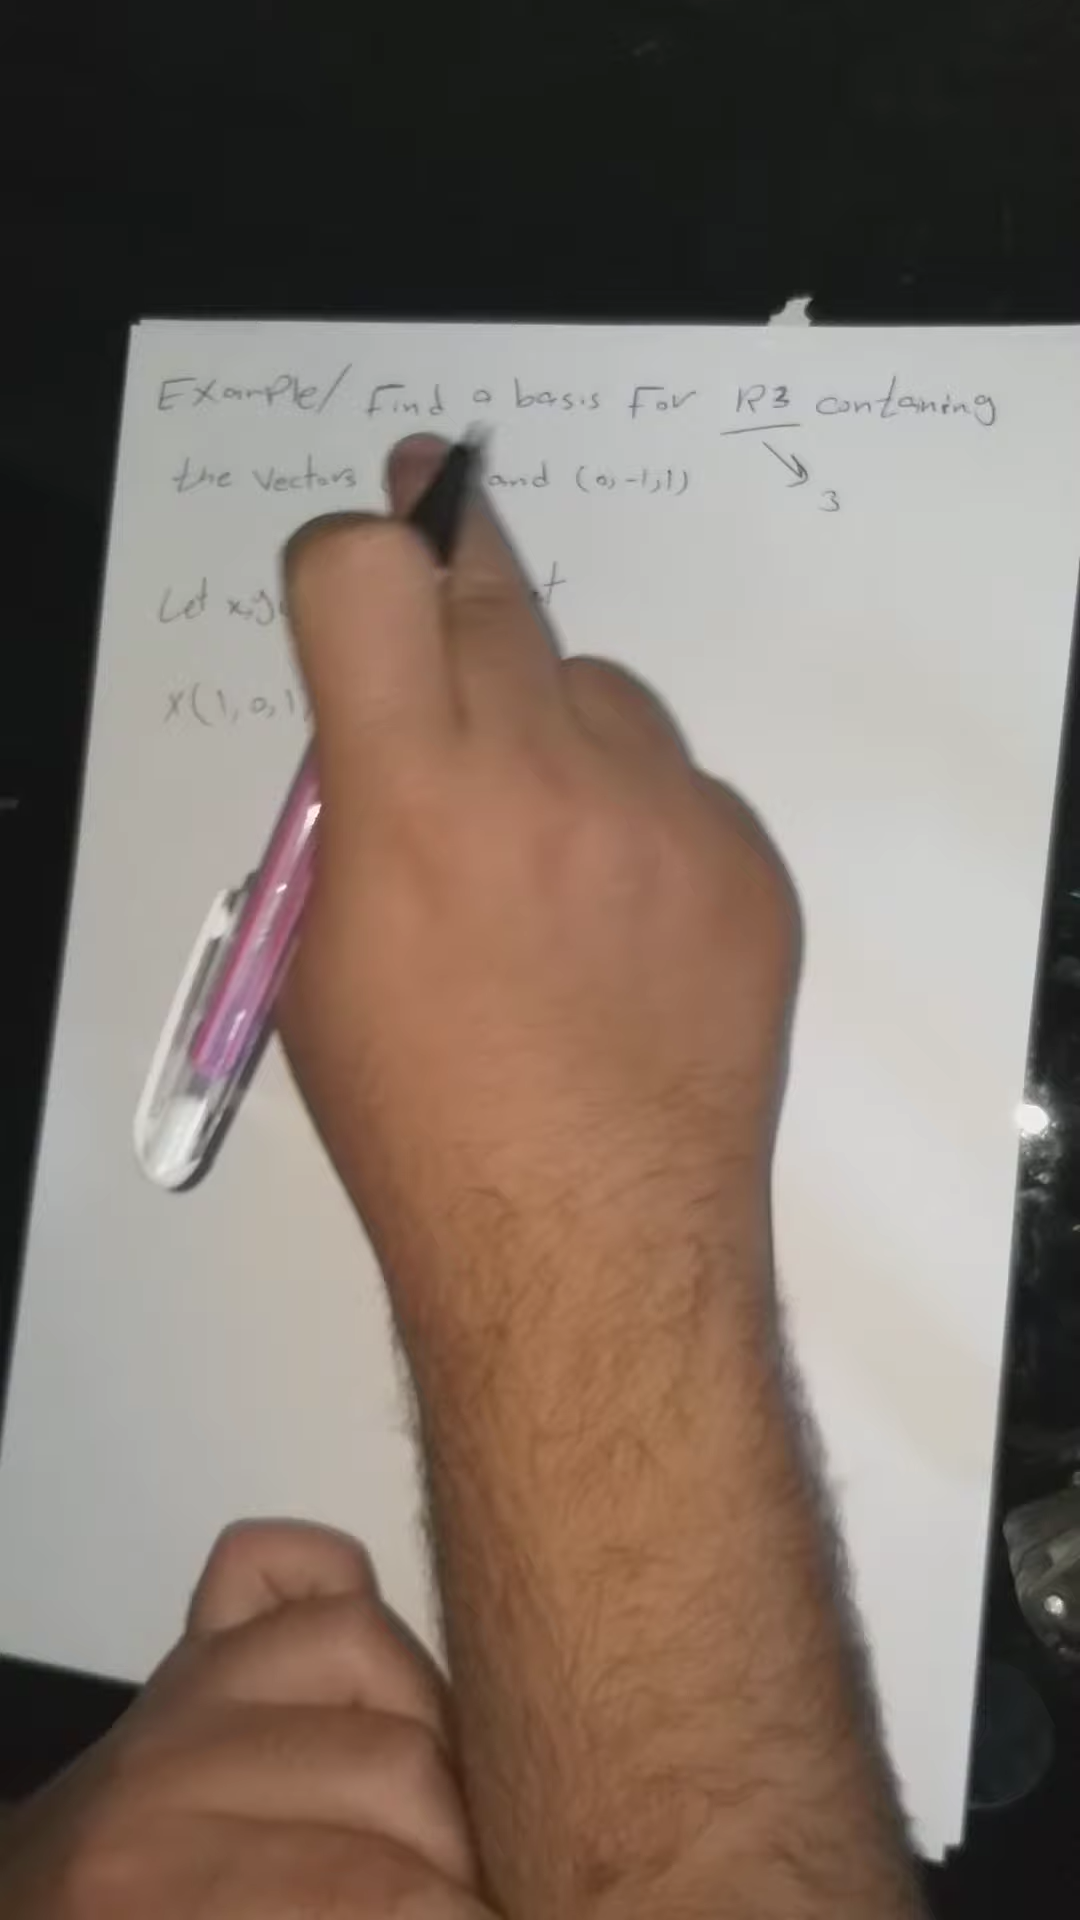 Example/ Find a basis for R3 containing
the vectors and (0,-1,1)
3
Let x,y
x(1,0,1)